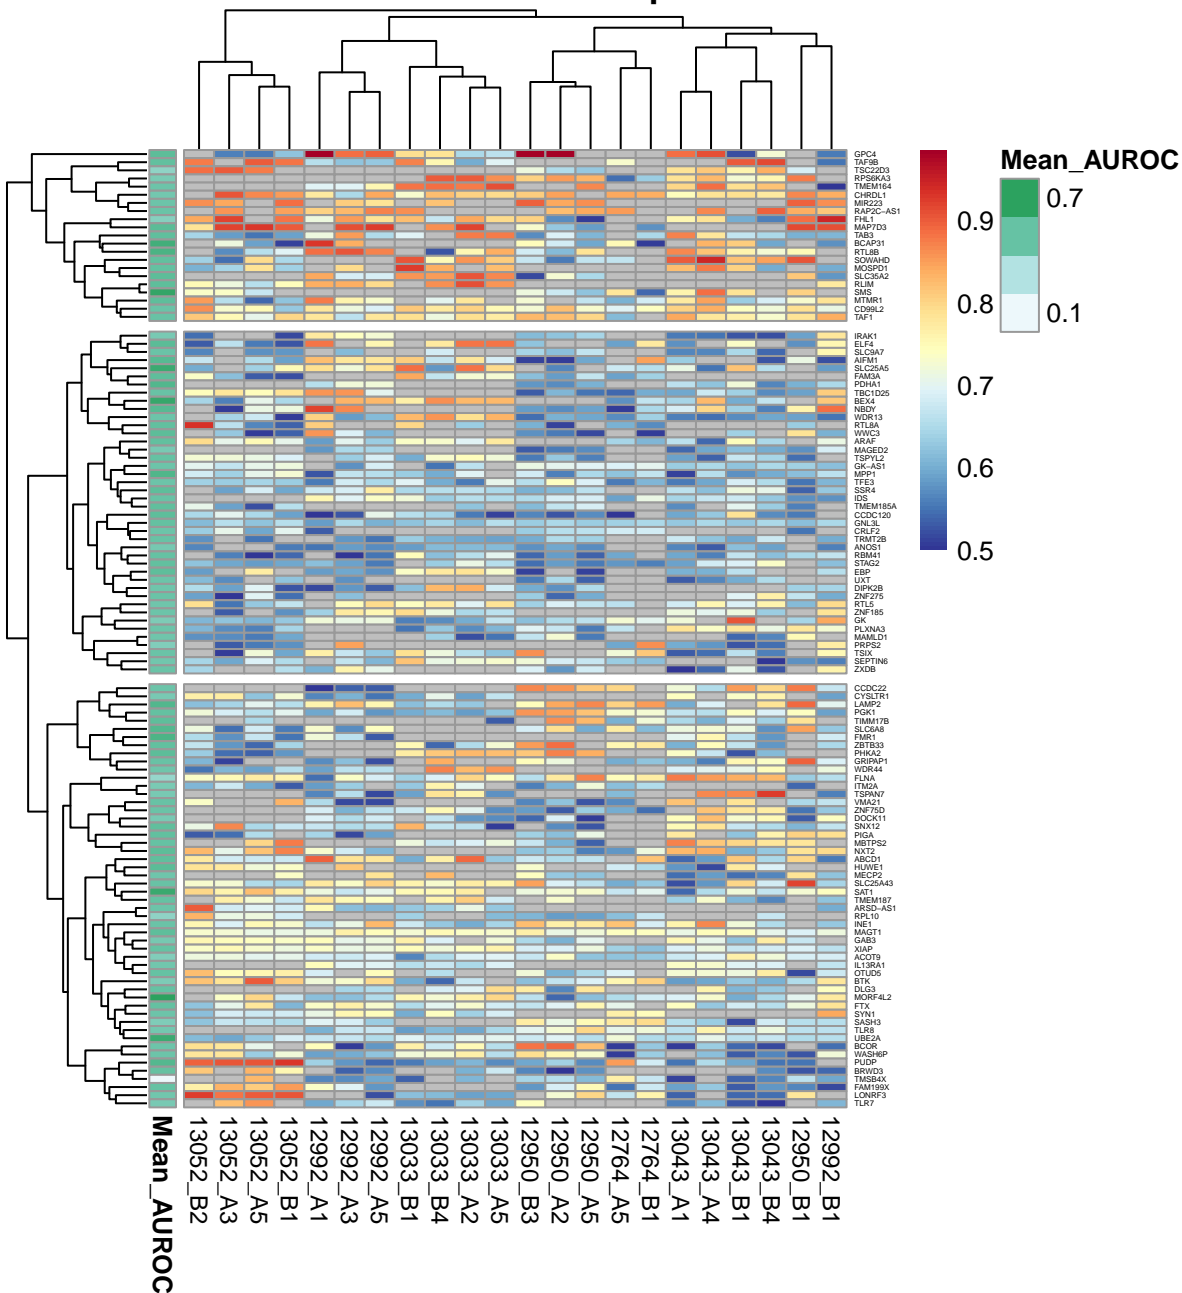 GPC4
TAF9B
TSC22D3
RPS6KA3
TMEM164
CHRDL1
MIR223
RAP2C−AS1
FHL1
MAP7D3
TAB3
BCAP31
RTL8B
SOWAHD
MOSPD1
SLC35A2
RLIM
SMS
MTMR1
CD99L2
TAF1
IRAK1
ELF4
SLC9A7
AIFM1
SLC25A5
FAM3A
PDHA1
TBC1D25
BEX4
NBDY
WDR13
RTL8A
WWC3
ARAF
MAGED2
TSPYL2
GK−AS1
MPP1
TFE3
SSR4
IDS
TMEM185A
CCDC120
GNL3L
CRLF2
TRMT2B
ANOS1
RBM41
STAG2
EBP
UXT
DIPK2B
ZNF275
RTL5
ZNF185
GK
PLXNA3
MAMLD1
PRPS2
TSIX
SEPTIN6
ZXDB
CCDC22
CYSLTR1
LAMP2
PGK1
TIMM17B
SLC6A8
FMR1
ZBTB33
PHKA2
GRIPAP1
WDR44
FLNA
ITM2A
TSPAN7
VMA21
ZNF75D
DOCK11
SNX12
PIGA
MBTPS2
NXT2
ABCD1
HUWE1
MECP2
SLC25A43
SAT1
TMEM187
ARSD−AS1
RPL10
INE1
MAGT1
GAB3
XIAP
ACOT9
IL13RA1
OTUD5
BTK
DLG3
MORF4L2
FTX
SYN1
SASH3
TLR8
UBE2A
BCOR
WASH6P
PUDP
BRWD3
TMSB4X
FAM199X
LONRF3
TLR7
Mean_AUROC
13052_B2
13052_A3
13052_A5
13052_B1
12992_A1
12992_A3
12992_A5
13033_B1
13033_B4
13033_A2
13033_A5
12950_B3
12950_A2
12950_A5
12764_A5
12764_B1
13043_A1
13043_A4
13043_B1
13043_B4
12950_B1
12992_B1
0.9
0.8
0.7
0.6
0.5
Mean_AUROC
0.7
0.1